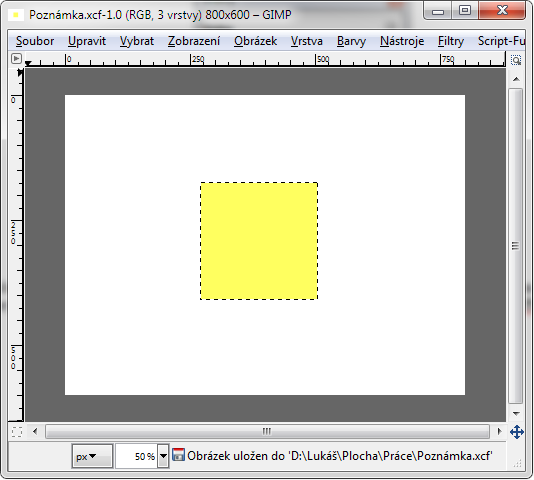 Poznámka.xcf-1.0 (RGB, 3 vrstvy) 800x600 – GIMP
Soubor Upravit Vybrat Zobrazení Obrázek Vrstva Barvy Nástroje Filtry Script-Fu
0 250 500 750
0
250
500
px 50 % Obrázek uložen do 'D:\Lukáš\Plocha\Práce\Poznámka.xcf'